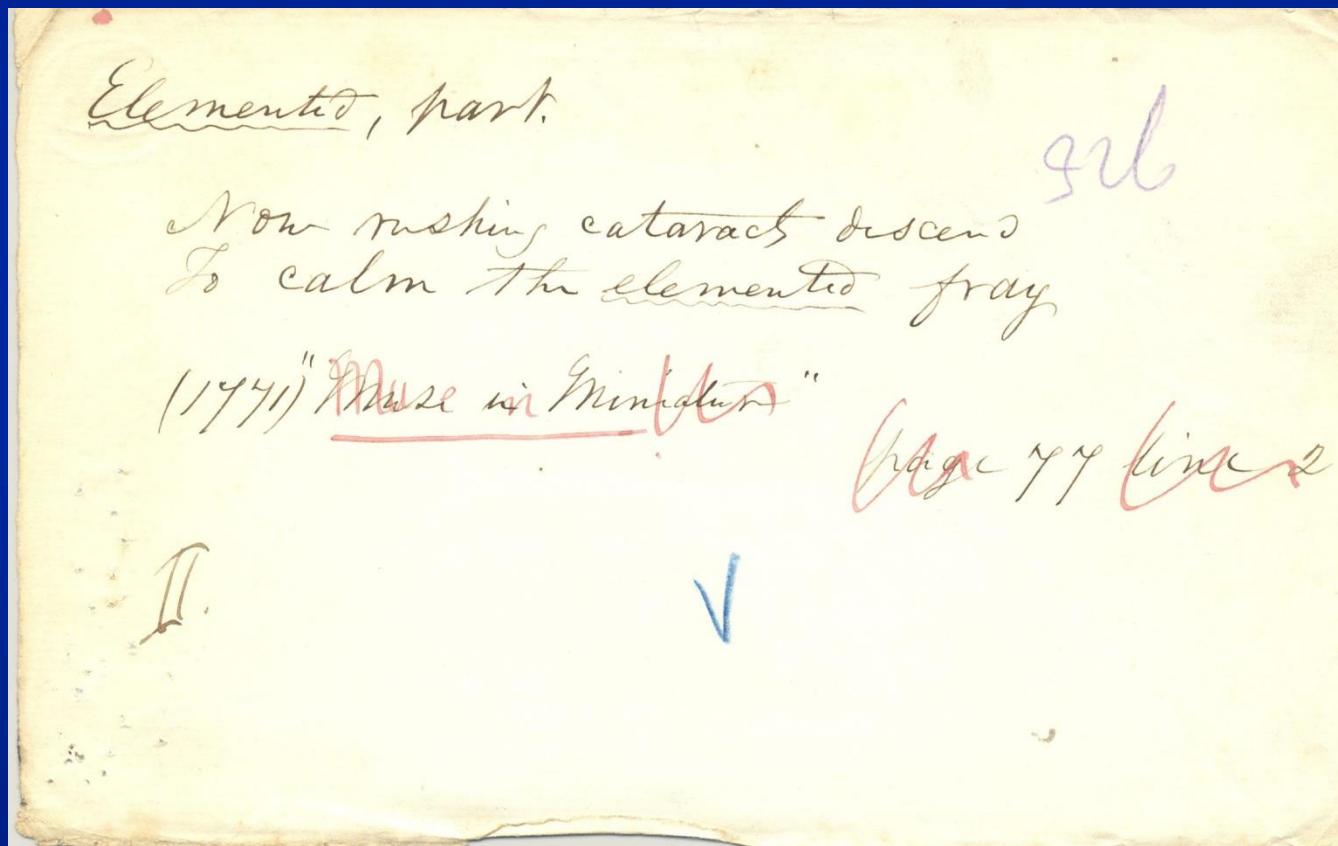 Elemented, part.
926
Now rushing cataracts descend
To calm the elemented fray
(1771) "Muse in Miniature"
page 77 line 2
II.